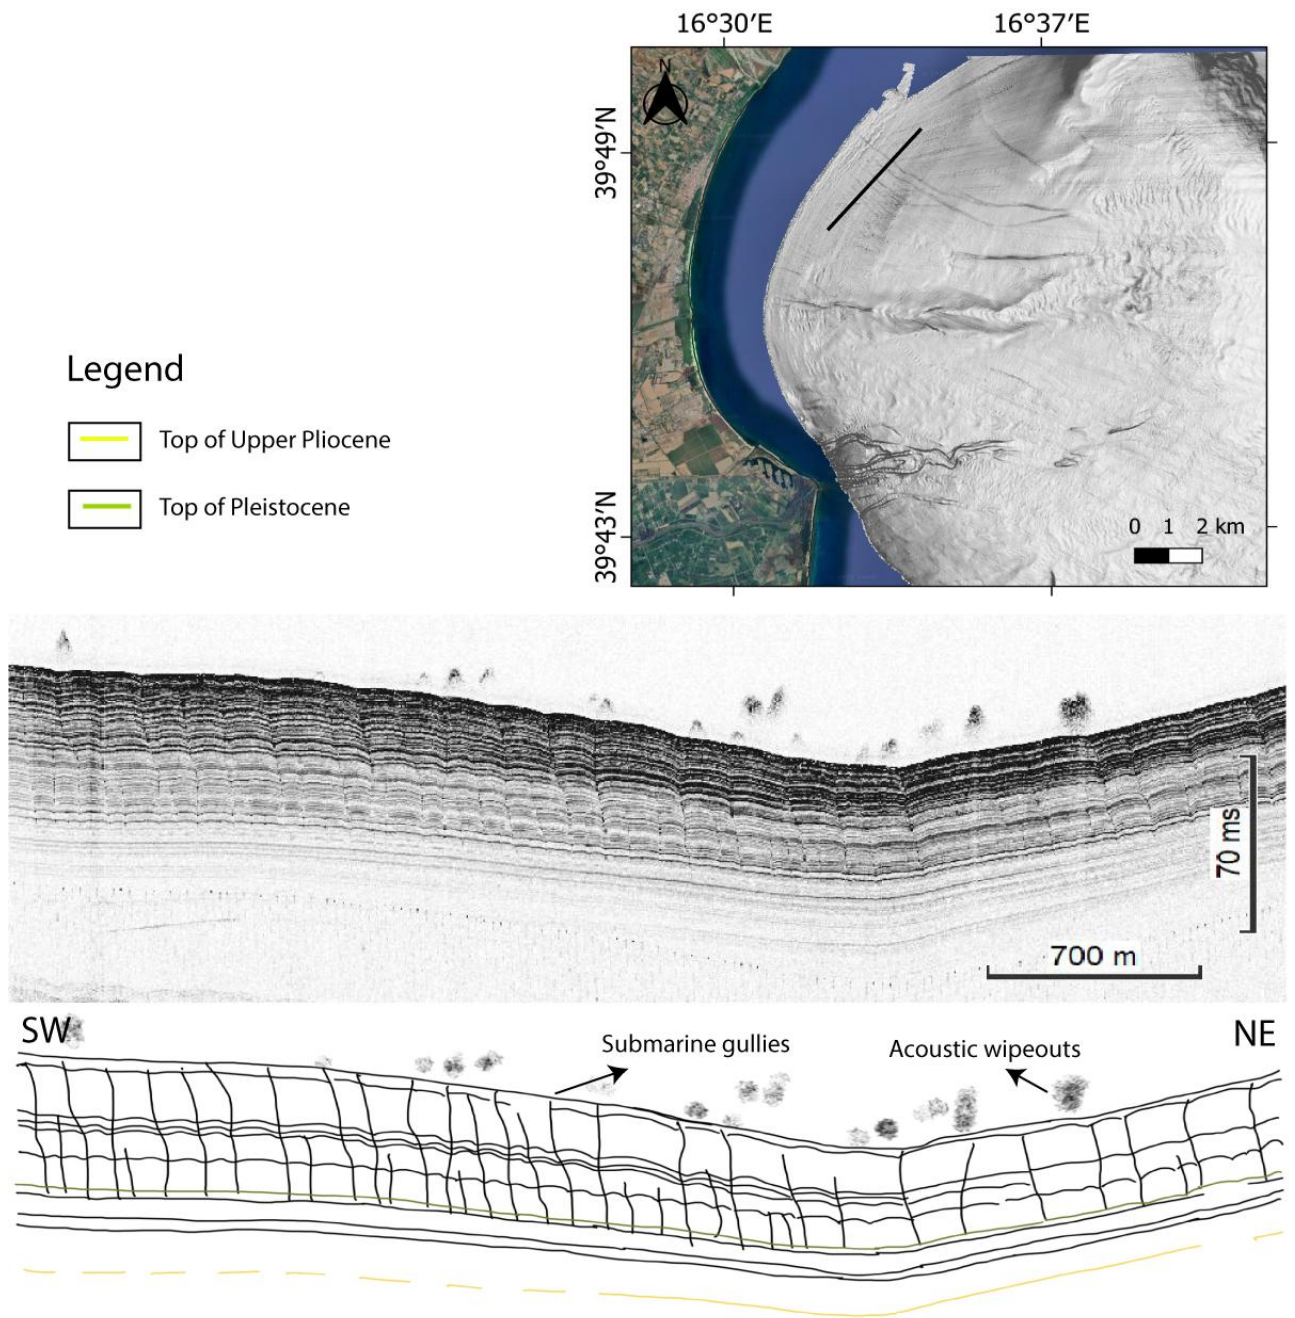 16°30′E
16°37′E
N
39°49′N
39°43′N
0 1 2 km
Legend
Top of Upper Pliocene
Top of Pleistocene
70 ms
700 m
SW
NE
Submarine gullies
Acoustic wipeouts